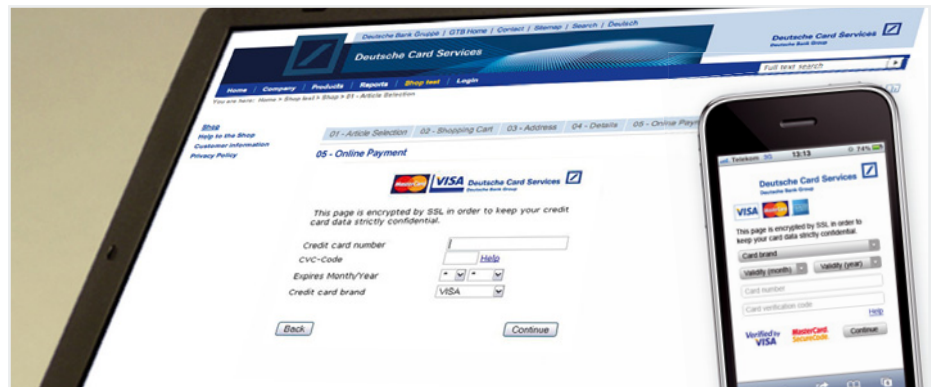 Deutsche Bank Gruppe | GTB Home | Contact | Sitemap | Search | Deutsch
Deutsche Card Services
Deutsche Card Services
Deutsche Bank Group
Full text search
Home | Company | Products | Reports | Shop test | Login
You are here: Home > Shop test > Shop > 01 - Article Selection
Shop
Help to the Shop
Customer information
Privacy Policy
01 - Article Selection 02 - Shopping Cart 03 - Address 04 - Details 05 - Online Paym
05 - Online Payment
MasterCard VISA Deutsche Card Services
Deutsche Bank Group
This page is encrypted by SSL in order to keep your credit
card data strictly confidential.
Credit card number
CVC-Code Help
Expires Month/Year * *
Credit card brand VISA
Back Continue
Telekom 3G 13:13 74%
Deutsche Card Services
Deutsche Bank Group
VISA MasterCard
This page is encrypted by SSL in order to
keep your card data strictly confidential.
Card brand
Validity (month) Validity (year)
Card number
Card verification code
Help
Verified by
VISA
MasterCard
SecureCode
Continue